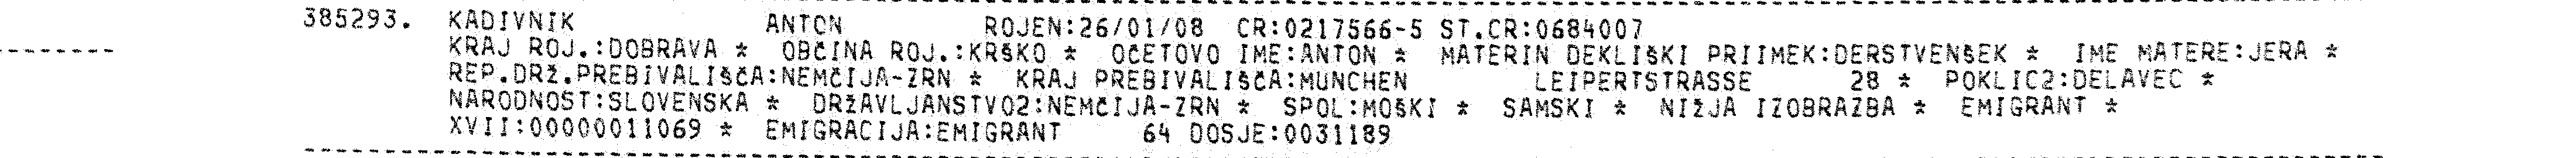 385293. KADIVNIK ANTON ROJEN:26/01/08 CR:0217566-5 ST.CR:0684007
KRAJ ROJ.:DOBRAVA * OBČINA ROJ.:KRŠKO * OČETOVO IME:ANTON * MATERIN DEKLIŠKI PRIIMEK:DERSTVENŠEK * IME MATERE:JERA *
REP.DRŽ.PREBIVALIŠČA:NEMČIJA-ZRN * KRAJ PREBIVALIŠČA:MUNCHEN LEIPERTSTRASSE 28 * POKLIC2:DELAVEC *
NARODNOST:SLOVENSKA * DRŽAVLJANSTVO2:NEMČIJA-ZRN * SPOL:MOŠKI * SAMSKI * NIŽJA IZOBRAZBA * EMIGRANT *
XVII:00000011069 * EMIGRACIJA:EMIGRANT 64 DOSJE:0031189